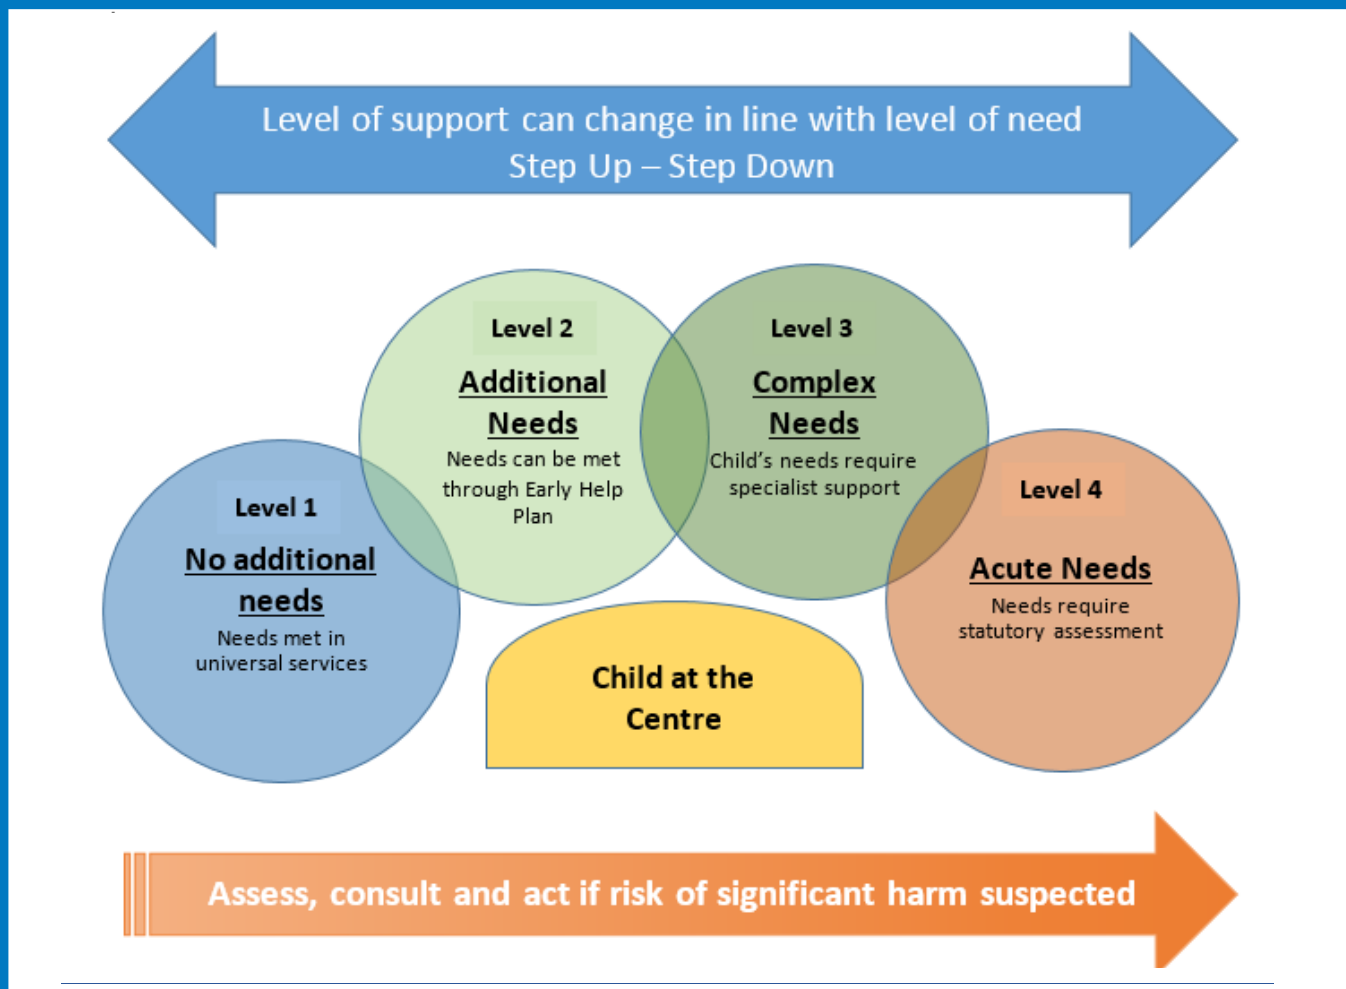 Level of support can change in line with level of need
Step Up – Step Down
Level 1
No additional
needs
Needs met in
universal services
Level 2
Additional
Needs
Needs can be met
through Early Help
Plan
Level 3
Complex
Needs
Child’s needs require
specialist support
Level 4
Acute Needs
Needs require
statutory assessment
Child at the
Centre
Assess, consult and act if risk of significant harm suspected